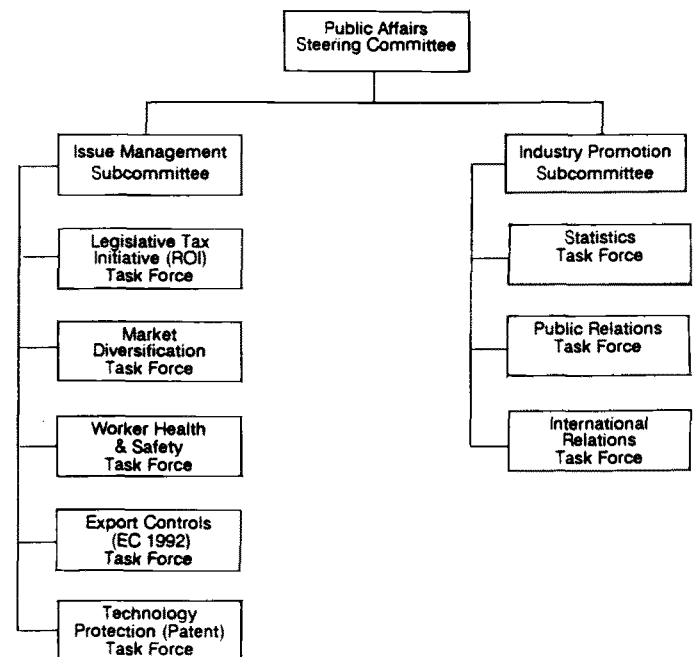 Public Affairs
Steering Committee
Issue Management
Subcommittee
Legislative Tax
Initiative (ROI)
Task Force
Market
Diversification
Task Force
Worker Health
& Safety
Task Force
Export Controls
(EC 1992)
Task Force
Technology
Protection (Patent)
Task Force
Industry Promotion
Subcommittee
Statistics
Task Force
Public Relations
Task Force
International
Relations
Task Force